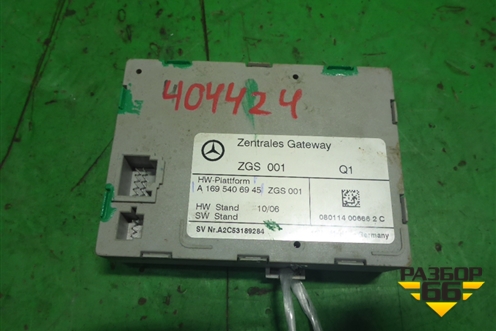 404424
Zentrales Gateway
ZGS 001 Q1
HW-Plattform
A 169 540 69 45 ZGS 001
HW Stand 10/06
SW Stand
080114 00666 2 C
SV Nr.A2C53189284
Germany
РАЗБОР
66